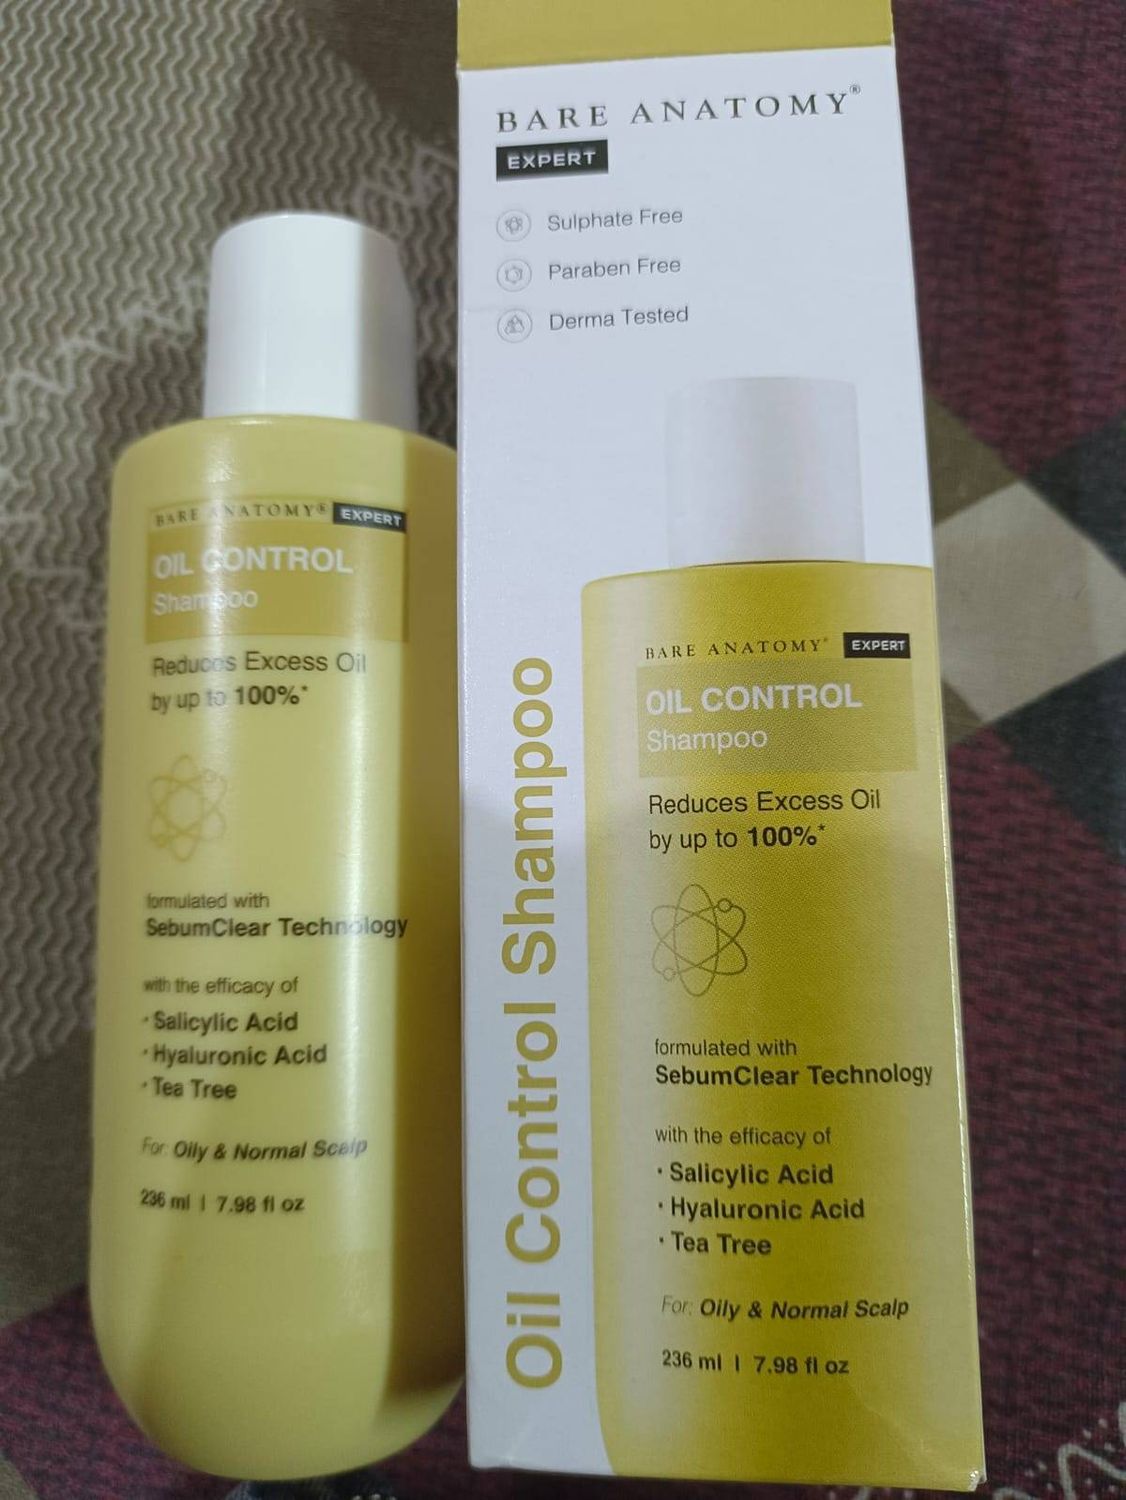 BARE ANATOMY® EXPERT
OIL CONTROL
Shampoo
Reduces Excess Oil
by up to 100%*
formulated with
SebumClear Technology
with the efficacy of
· Salicylic Acid
· Hyaluronic Acid
· Tea Tree
For: Oily & Normal Scalp
236 ml | 7.98 fl oz
BARE ANATOMY®
EXPERT
Sulphate Free
Paraben Free
Derma Tested
Oil Control Shampoo
BARE ANATOMY® EXPERT
OIL CONTROL
Shampoo
Reduces Excess Oil
by up to 100%*
formulated with
SebumClear Technology
with the efficacy of
· Salicylic Acid
· Hyaluronic Acid
· Tea Tree
For: Oily & Normal Scalp
236 ml | 7.98 fl oz